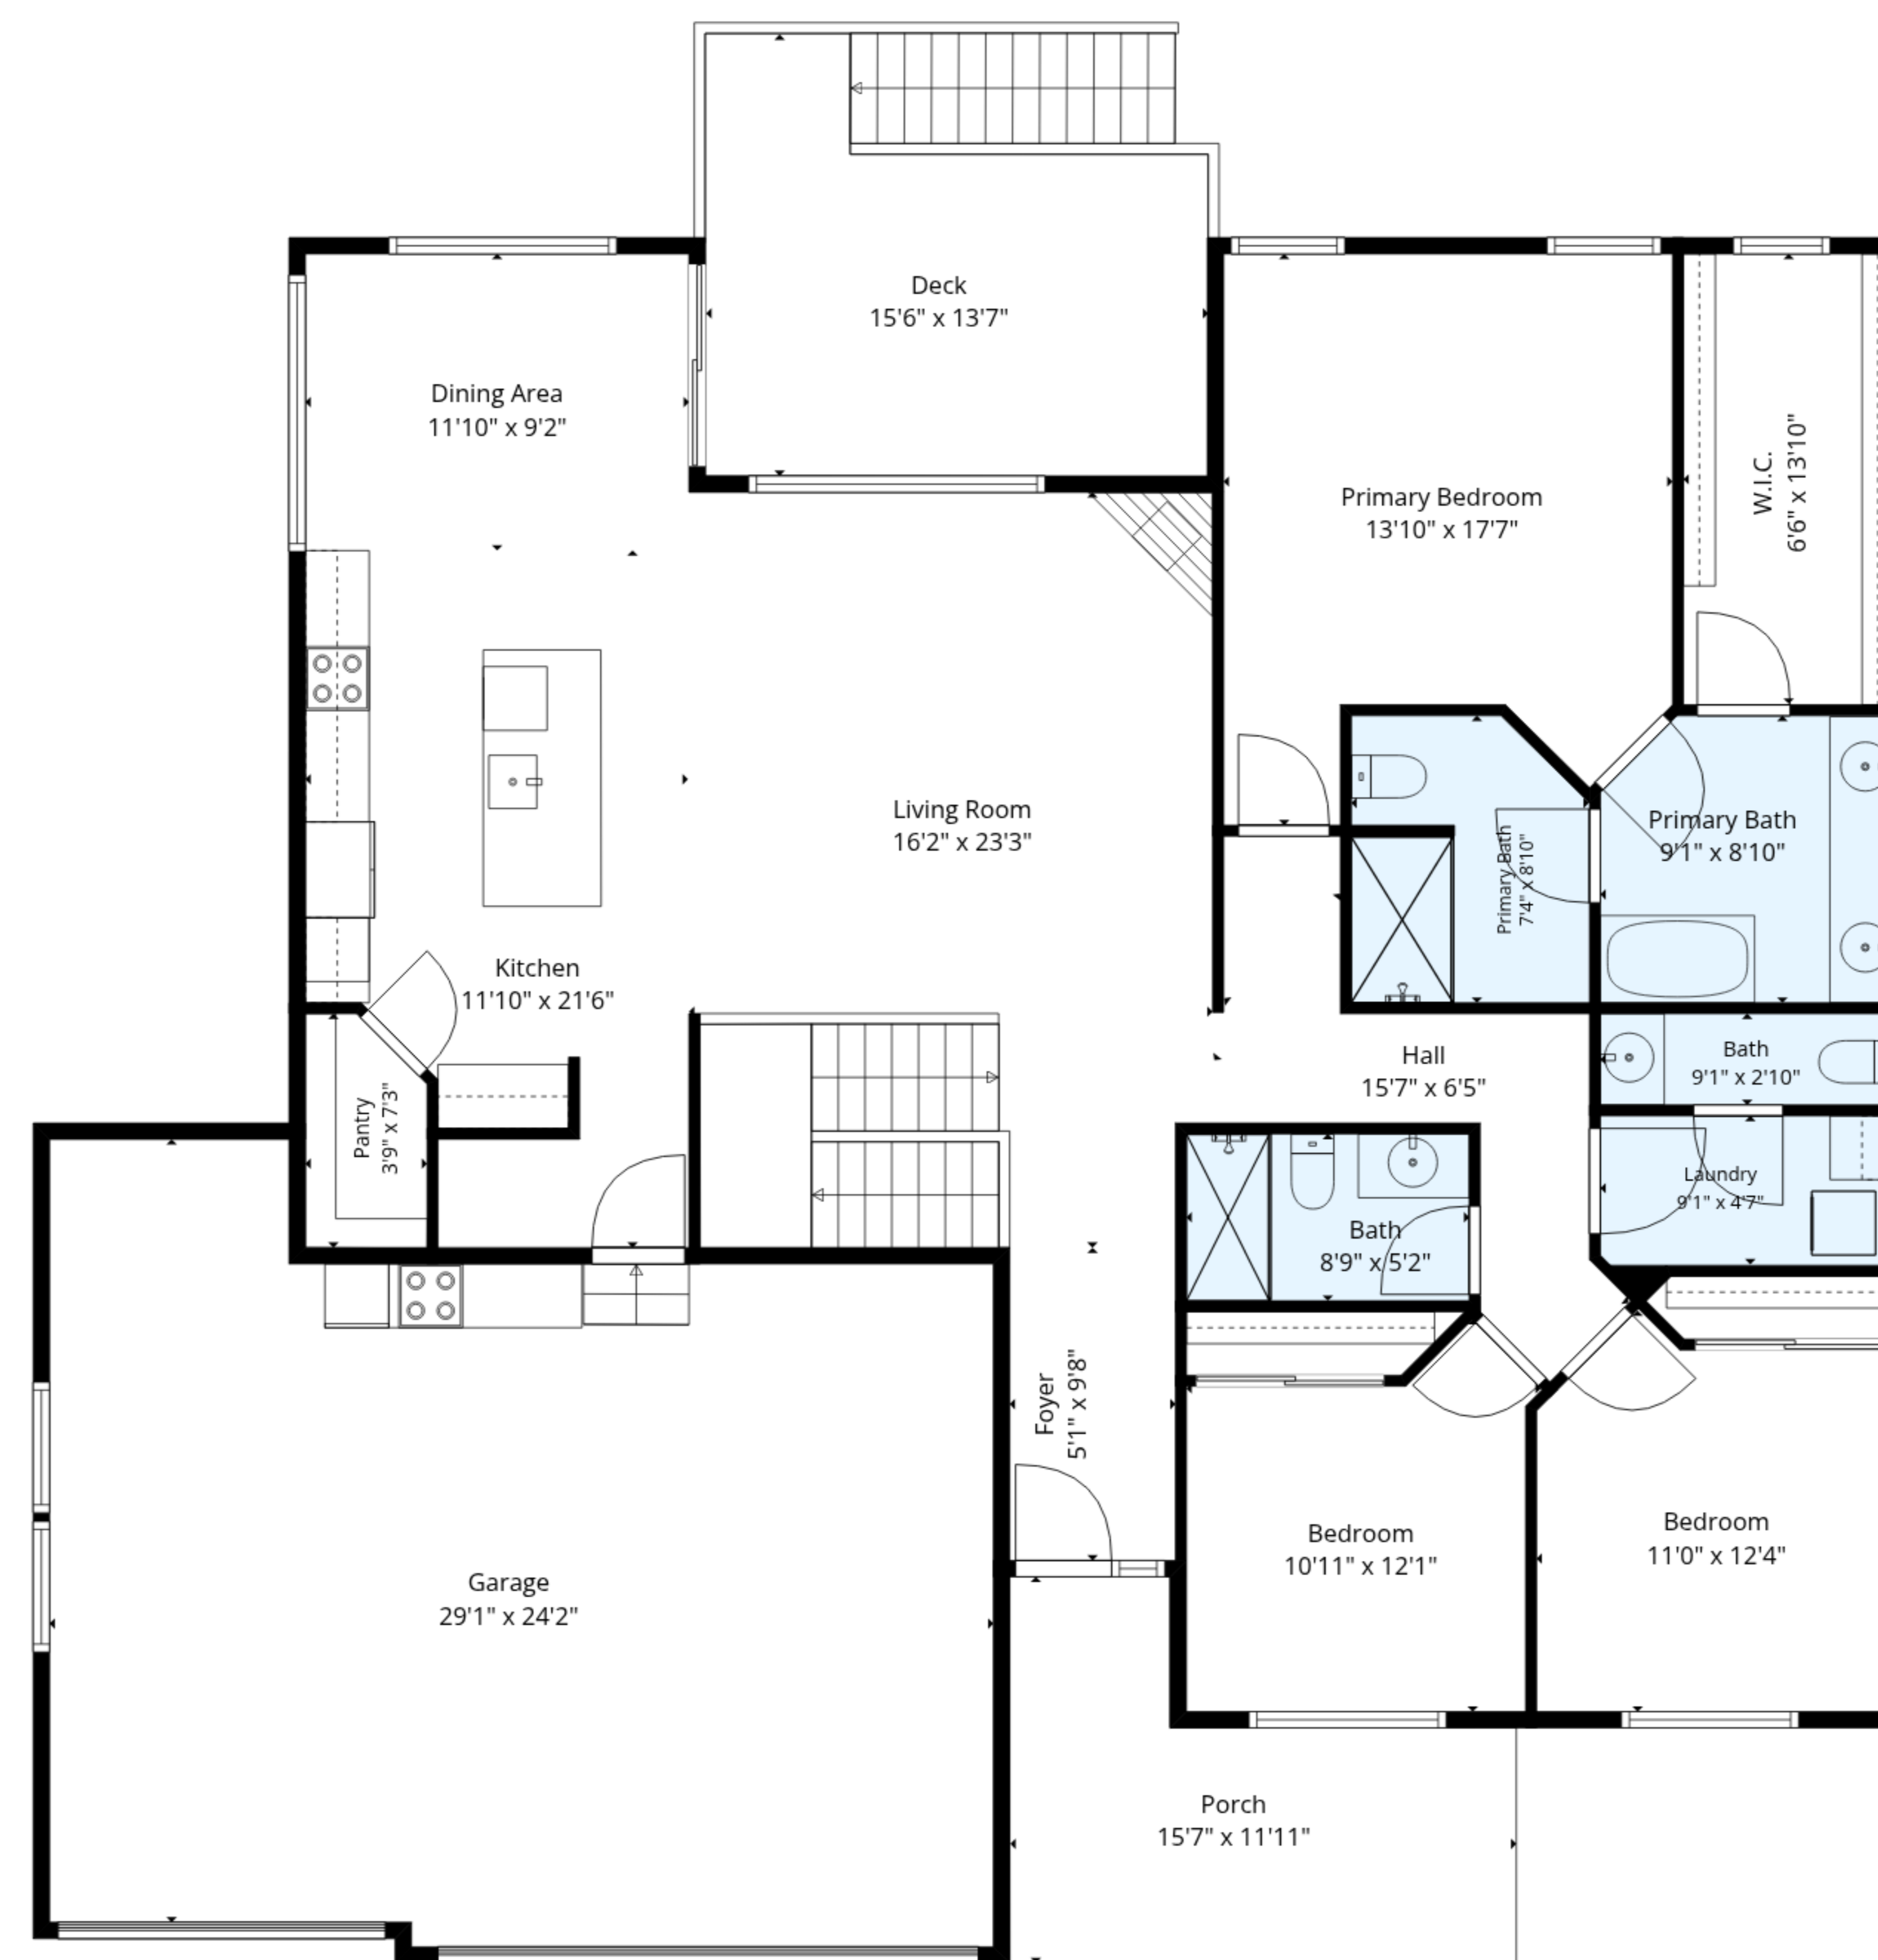 Deck
15'6" x 13'7"
Dining Area
11'10" x 9'2"
Primary Bedroom
13'10" x 17'7"
W.I.C.
6'6" x 13'10"
Living Room
16'2" x 23'3"
Primary Bath
7'4" x 8'10"
Primary Bath
9'1" x 8'10"
Kitchen
11'10" x 21'6"
Hall
15'7" x 6'5"
Bath
9'1" x 2'10"
Pantry
3'9" x 7'3"
Laundry
9'1" x 4'7"
Bath
8'9" x 5'2"
Foyer
5'1" x 9'8"
Bedroom
10'11" x 12'1"
Bedroom
11'0" x 12'4"
Garage
29'1" x 24'2"
Porch
15'7" x 11'11"